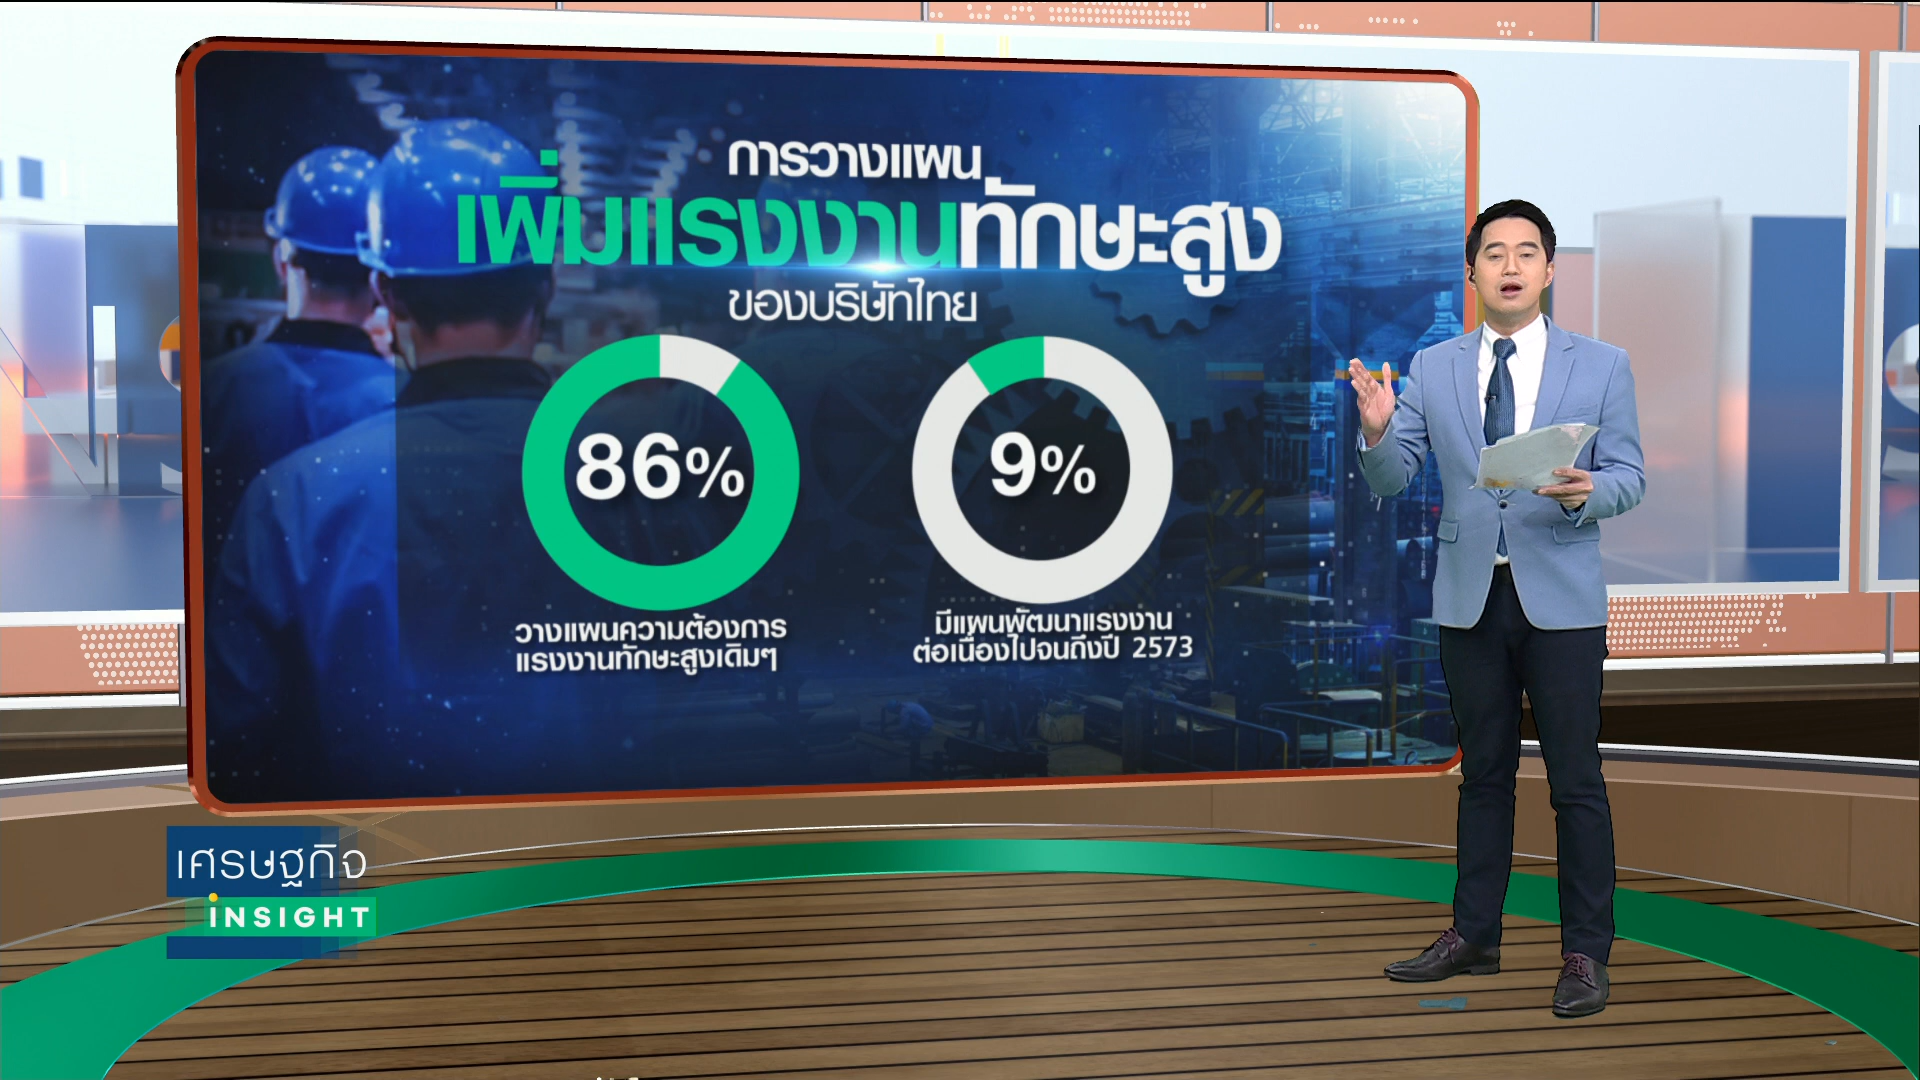 การวางแผน
เพิ่มแรงงานทักษะสูง
ของบริษัทไทย
86%
9%
วางแผนความต้องการ
แรงงานทักษะสูงเดิมๆ
มีแผนพัฒนาแรงงาน
ต่อเนื่องไปจนถึงปี 2573
เศรษฐกิจ
INSIGHT